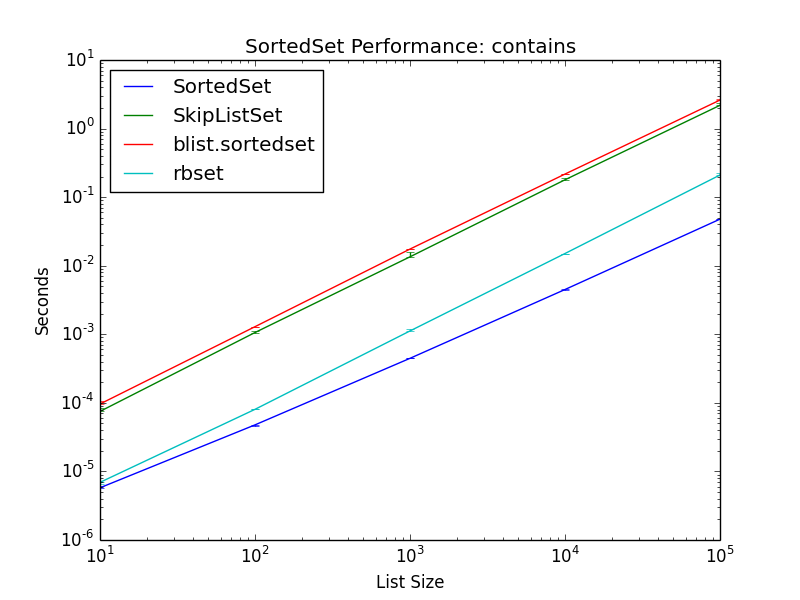 SortedSet Performance: contains
10^1
SortedSet
SkipListSet
blist.sortedset
rbset
10^0
10^-1
10^-2
Seconds
10^-3
10^-4
10^-5
10^-6
10^1 10^2 10^3 10^4 10^5
List Size